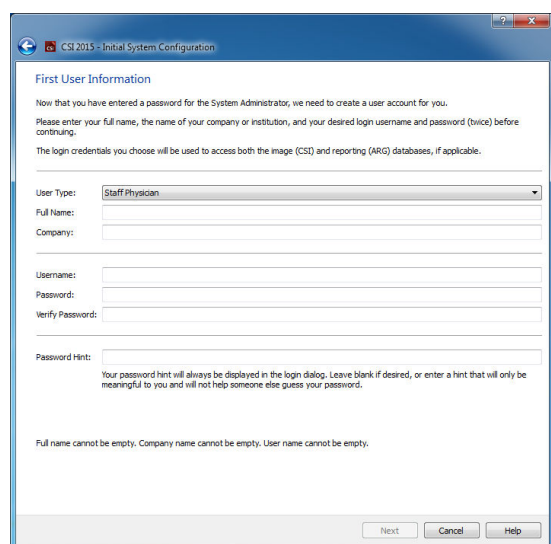 CSI 2015 - Initial System Configuration
First User Information
Now that you have entered a password for the System Administrator, we need to create a user account for you.
Please enter your full name, the name of your company or institution, and your desired login username and password (twice) before
continuing.
The login credentials you choose will be used to access both the image (CSI) and reporting (ARG) databases, if applicable.
User Type: Staff Physician
Full Name:
Company:
Username:
Password:
Verify Password:
Password Hint:
Your password hint will always be displayed in the login dialog. Leave blank if desired, or enter a hint that will only be
meaningful to you and will not help someone else guess your password.
Full name cannot be empty. Company name cannot be empty. User name cannot be empty.
Next Cancel Help